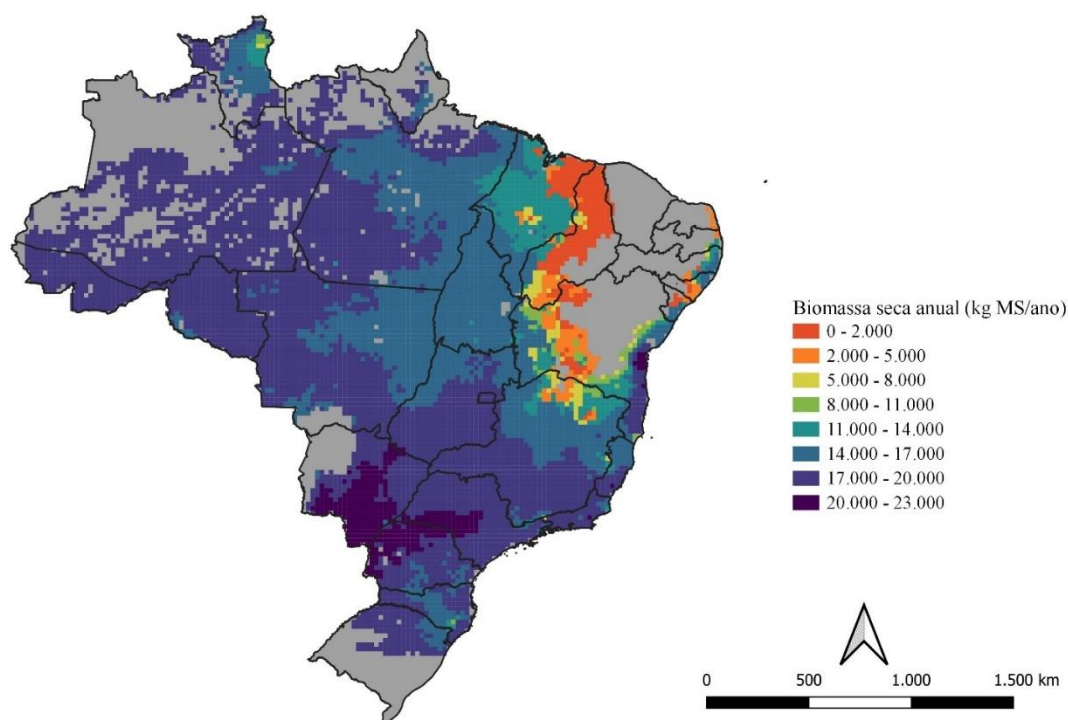 Biomassa seca anual (kg MS/ano)
0 - 2.000
2.000 - 5.000
5.000 - 8.000
8.000 - 11.000
11.000 - 14.000
14.000 - 17.000
17.000 - 20.000
20.000 - 23.000
0 500 1.000 1.500 km